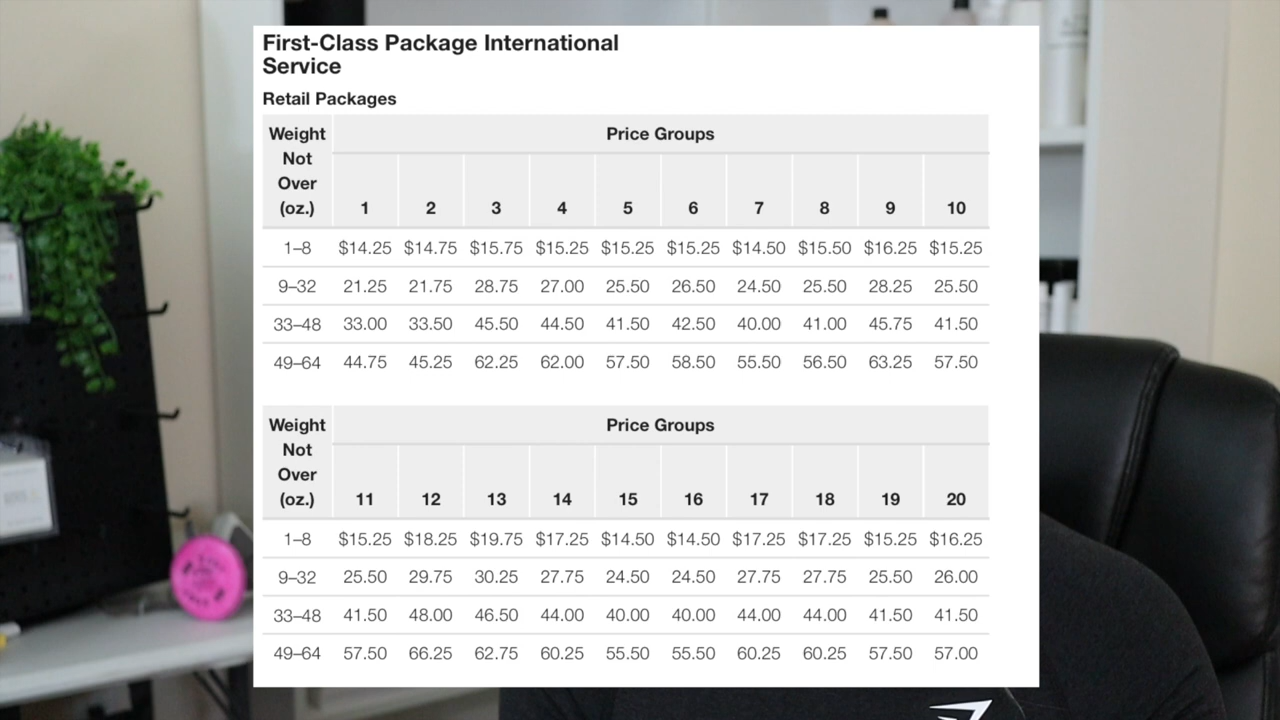 First-Class Package International
Service
Retail Packages
Weight Not Over (oz.) Price Groups
1 2 3 4 5 6 7 8 9 10
1–8 $14.25 $14.75 $15.75 $15.25 $15.25 $15.25 $14.50 $15.50 $16.25 $15.25
9–32 21.25 21.75 28.75 27.00 25.50 26.50 24.50 25.50 28.25 25.50
33–48 33.00 33.50 45.50 44.50 41.50 42.50 40.00 41.00 45.75 41.50
49–64 44.75 45.25 62.25 62.00 57.50 58.50 55.50 56.50 63.25 57.50
Weight Not Over (oz.) Price Groups
11 12 13 14 15 16 17 18 19 20
1–8 $15.25 $18.25 $19.75 $17.25 $14.50 $14.50 $17.25 $17.25 $15.25 $16.25
9–32 25.50 29.75 30.25 27.75 24.50 24.50 27.75 27.75 25.50 26.00
33–48 41.50 48.00 46.50 44.00 40.00 40.00 44.00 44.00 41.50 41.50
49–64 57.50 66.25 62.75 60.25 55.50 55.50 60.25 60.25 57.50 57.00